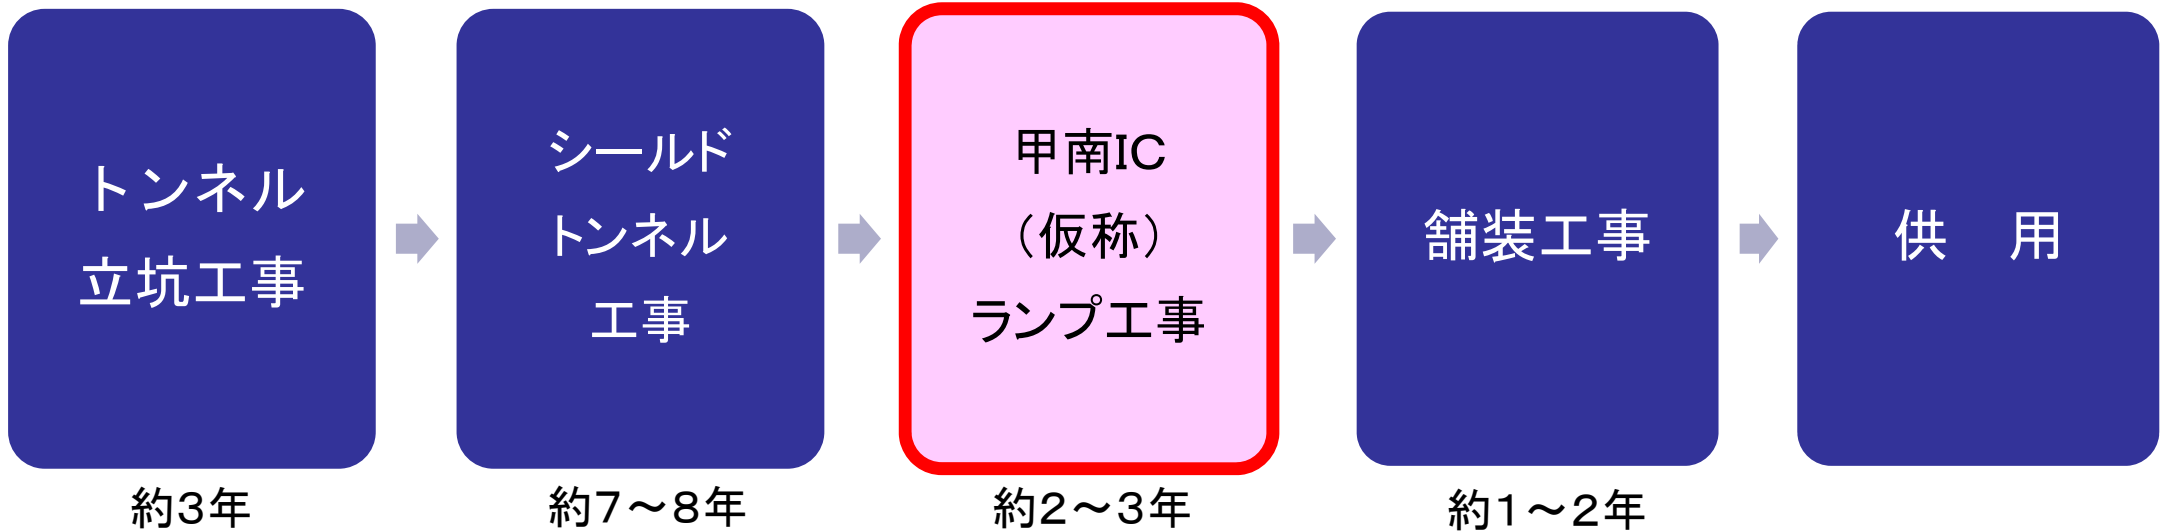 トンネル
立坑工事
約3年
シールド
トンネル
工事
約7～8年
甲南IC
（仮称）
ランプ工事
約2～3年
舗装工事
約1～2年
供　用